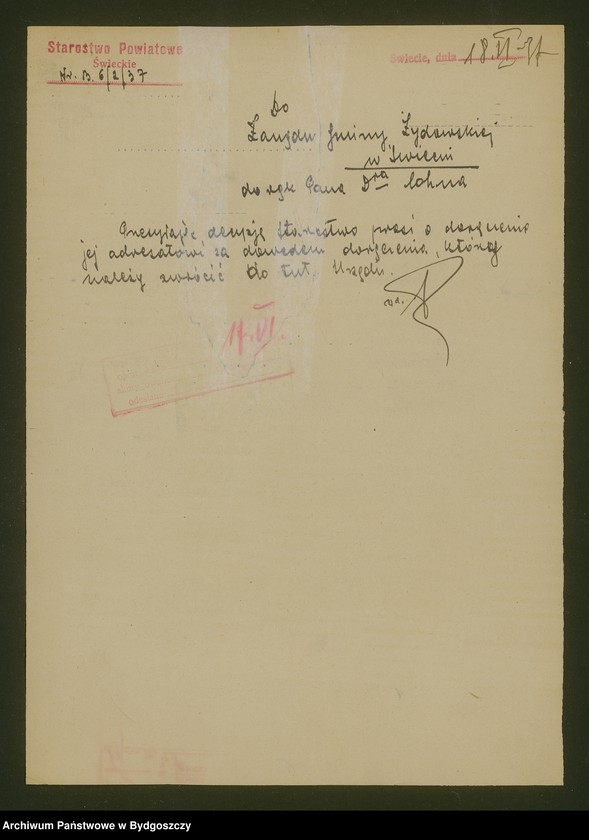 Starostwo Powiatowe
Świeckie
Nr. B. 6/2/37
Świecie, dnia 18.VI-37
Do
Zarządu Gminy Żydowskiej
w Świeciu
do rąk Pana Dra Cohna
Przesyłając decyzję Starostwo prosi o doręczenie
jej adresatowi za dowodem doręczenia, który
należy zwrócić do tut. Urzędu.
17.VI.
Archiwum Państwowe w Bydgoszczy